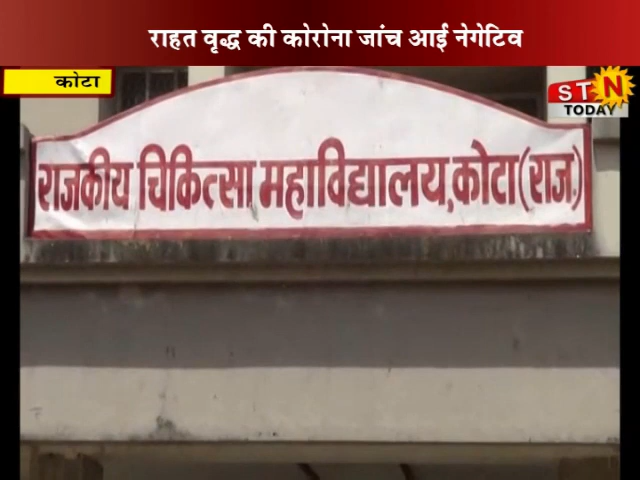 राहत वृद्ध की कोरोना जांच आई नेगेटिव
कोटा
STN
TODAY
राजकीय चिकित्सा महाविद्यालय,कोटा(राज.)